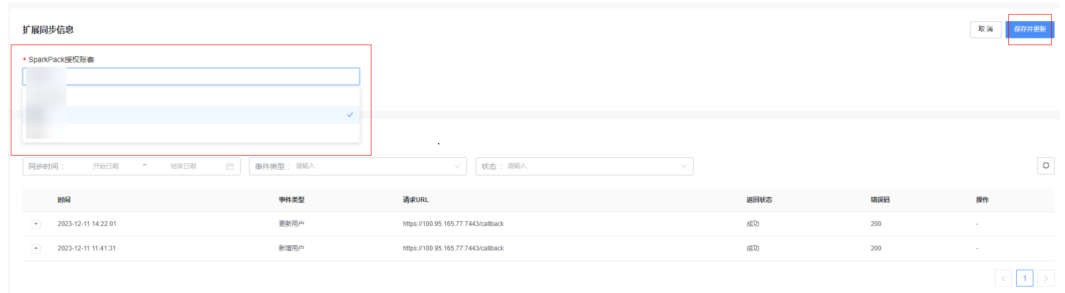 扩展同步信息
取 消 保存并更新
* SparkPack授权账套
同步时间 : 开始日期 ~ 结束日期 事件类型 : 请输入 状态 : 请输入
时间 事件类型 请求URL 返回状态 错误码 操作
+ 2023-12-11 14:22:01 更新用户 https://100.95.165.77:7443/callback 成功 200 -
+ 2023-12-11 11:41:31 新增用户 https://100.95.165.77:7443/callback 成功 200 -
< 1 >